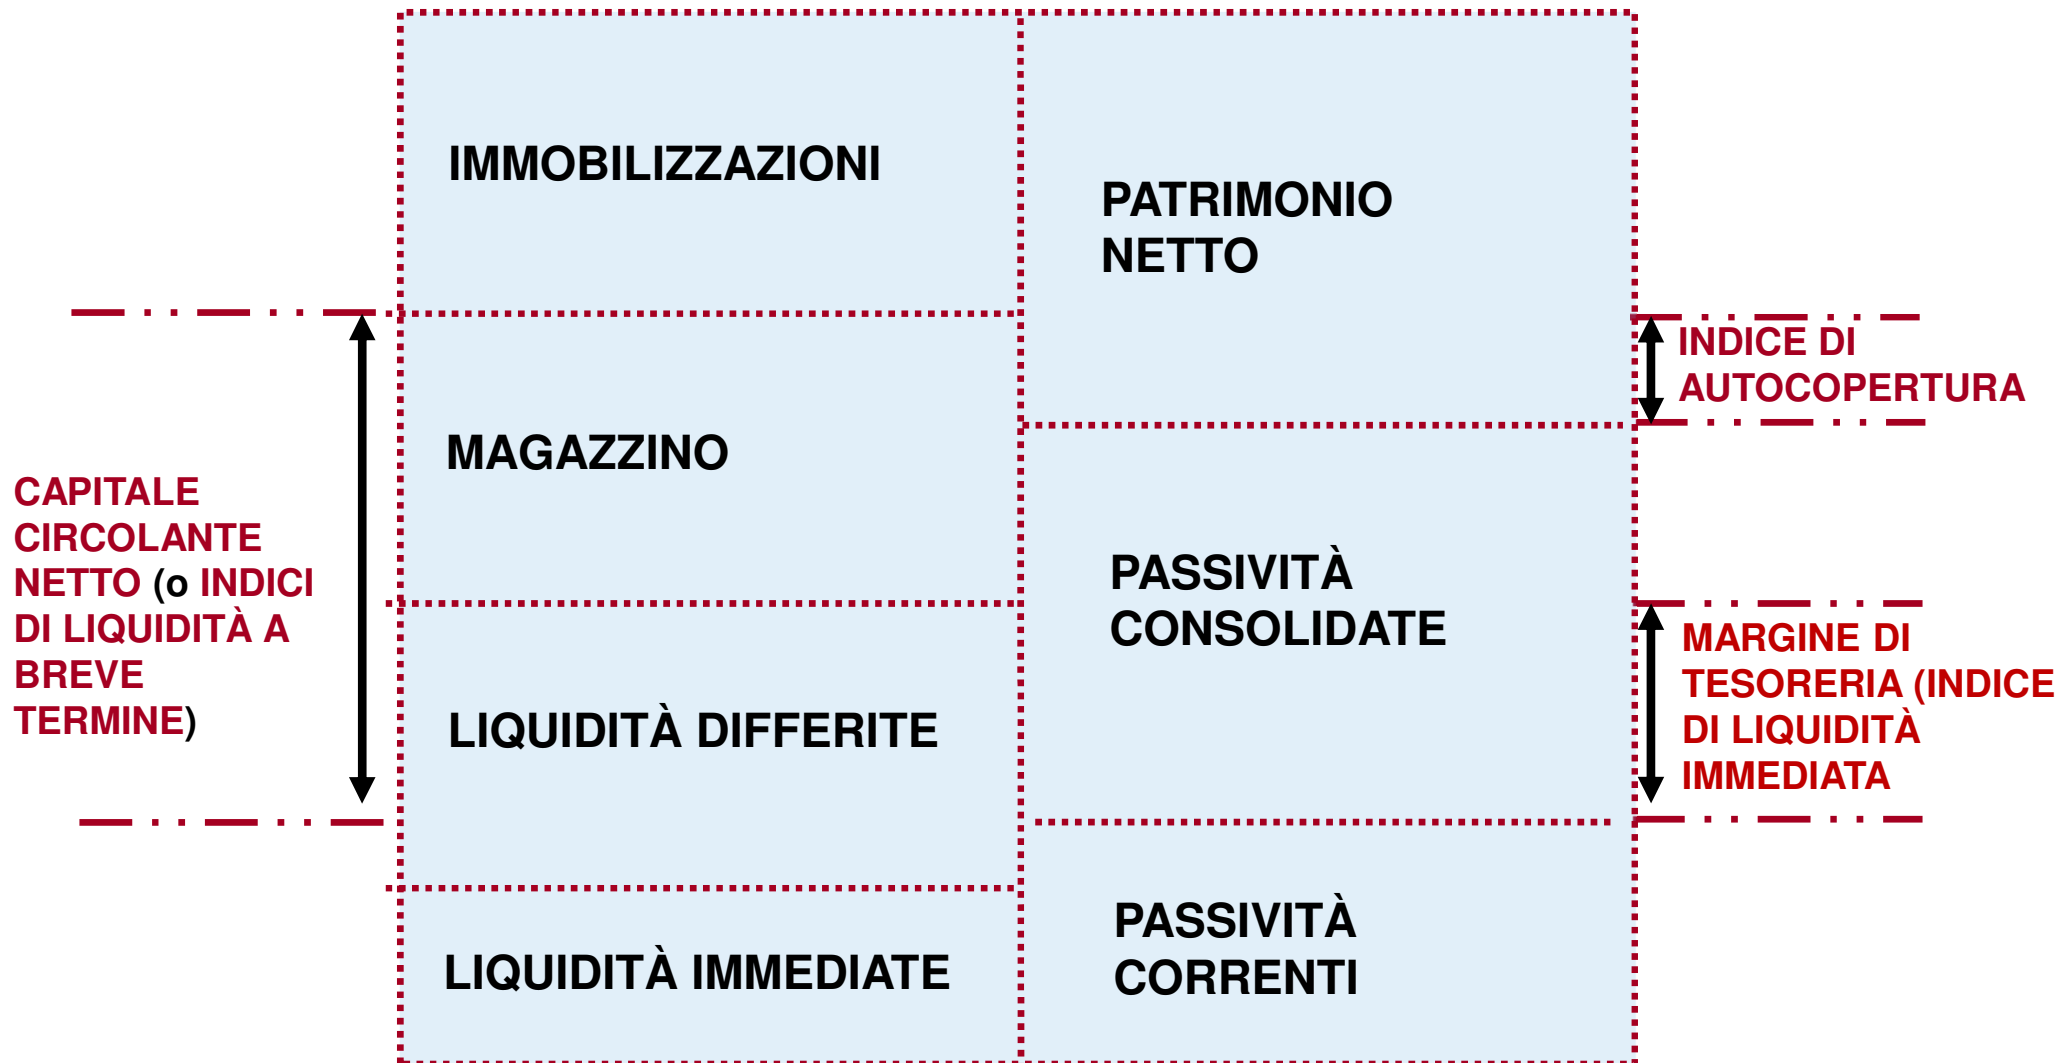 IMMOBILIZZAZIONI
PATRIMONIO
NETTO
INDICE DI
AUTOCOPERTURA
MAGAZZINO
CAPITALE
CIRCOLANTE
NETTO (o INDICI
DI LIQUIDITÀ A
BREVE
TERMINE)
PASSIVITÀ
CONSOLIDATE
MARGINE DI
TESORERIA (INDICE
DI LIQUIDITÀ
IMMEDIATA
LIQUIDITÀ DIFFERITE
PASSIVITÀ
CORRENTI
LIQUIDITÀ IMMEDIATE